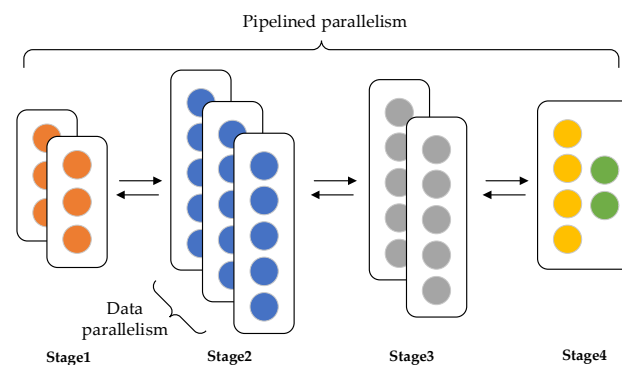 Pipelined parallelism
Data
parallelism
Stage1
Stage2
Stage3
Stage4